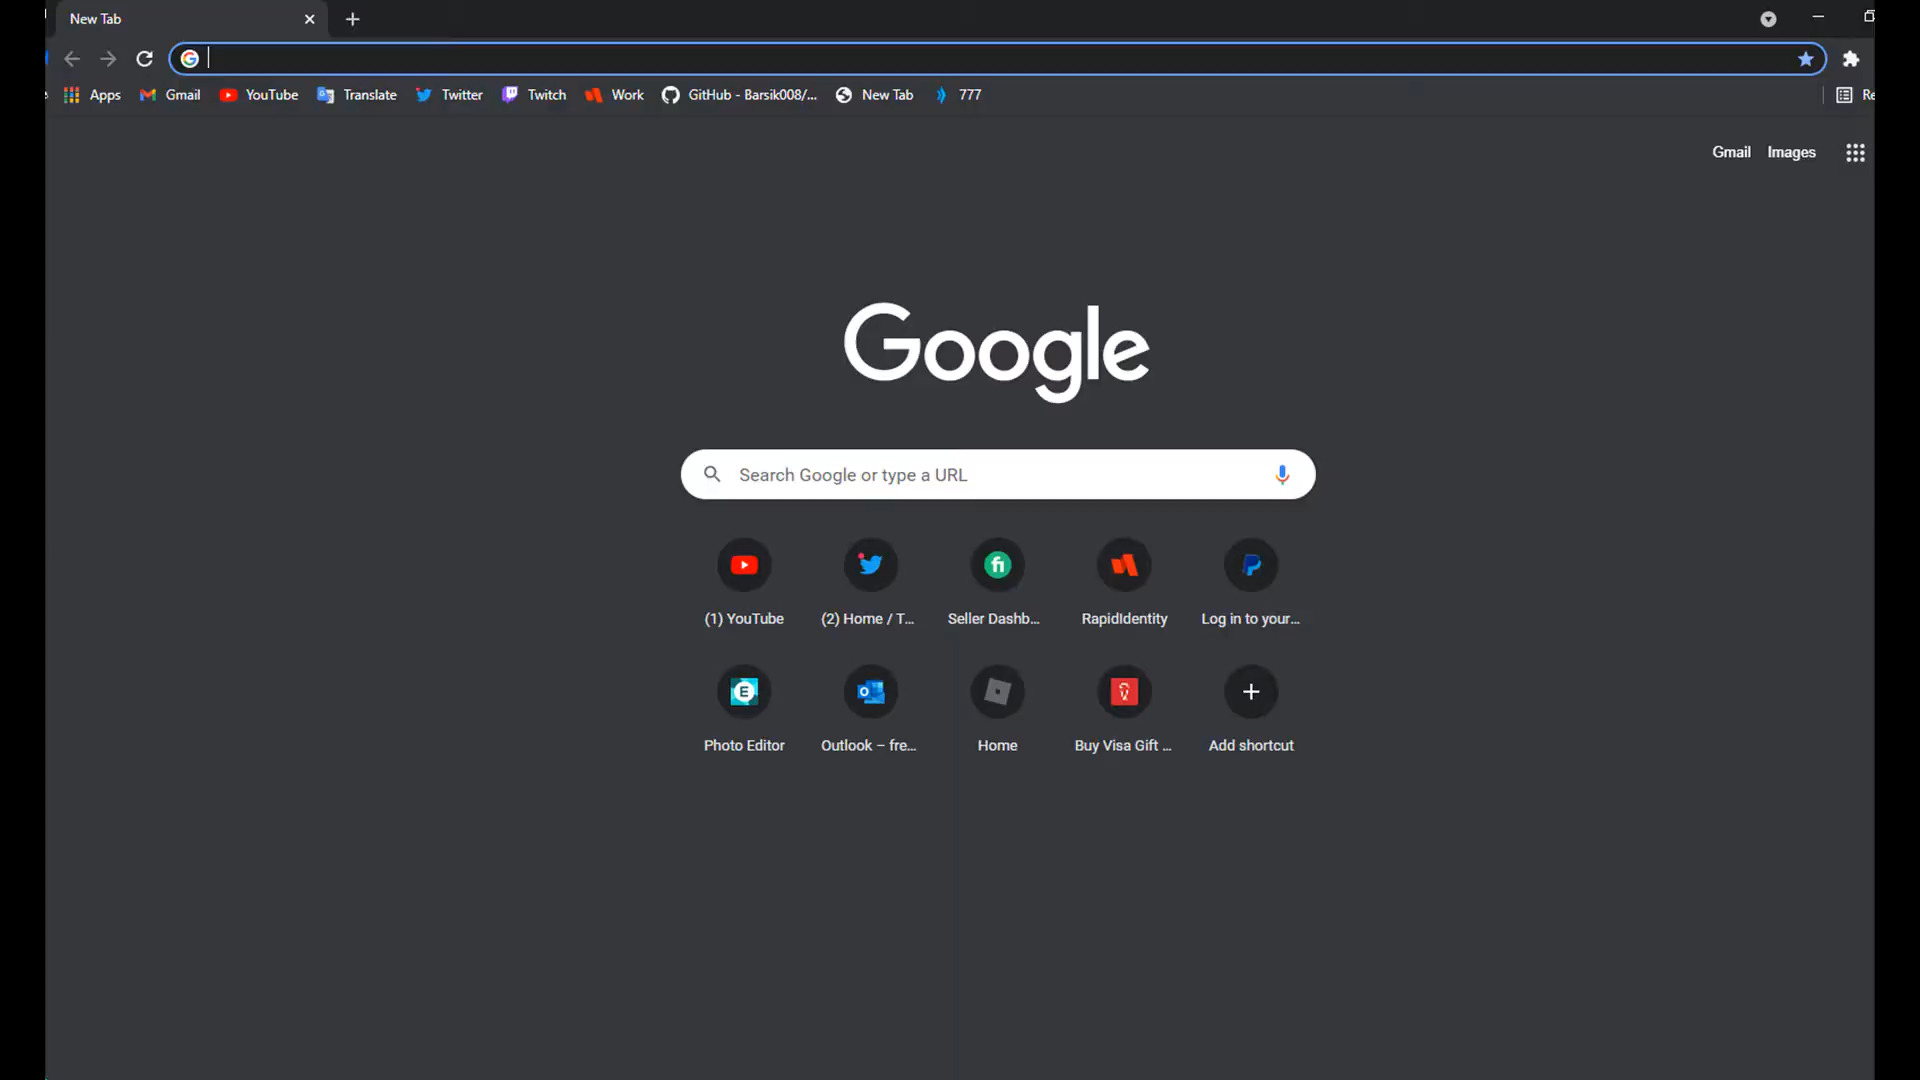 New Tab
Apps Gmail YouTube Translate Twitter Twitch Work GitHub - Barsik008/... New Tab 777
Gmail Images
Google
Search Google or type a URL
(1) YouTube (2) Home / T... Seller Dashb... RapidIdentity Log in to your...
Photo Editor Outlook – fre... Home Buy Visa Gift ... Add shortcut